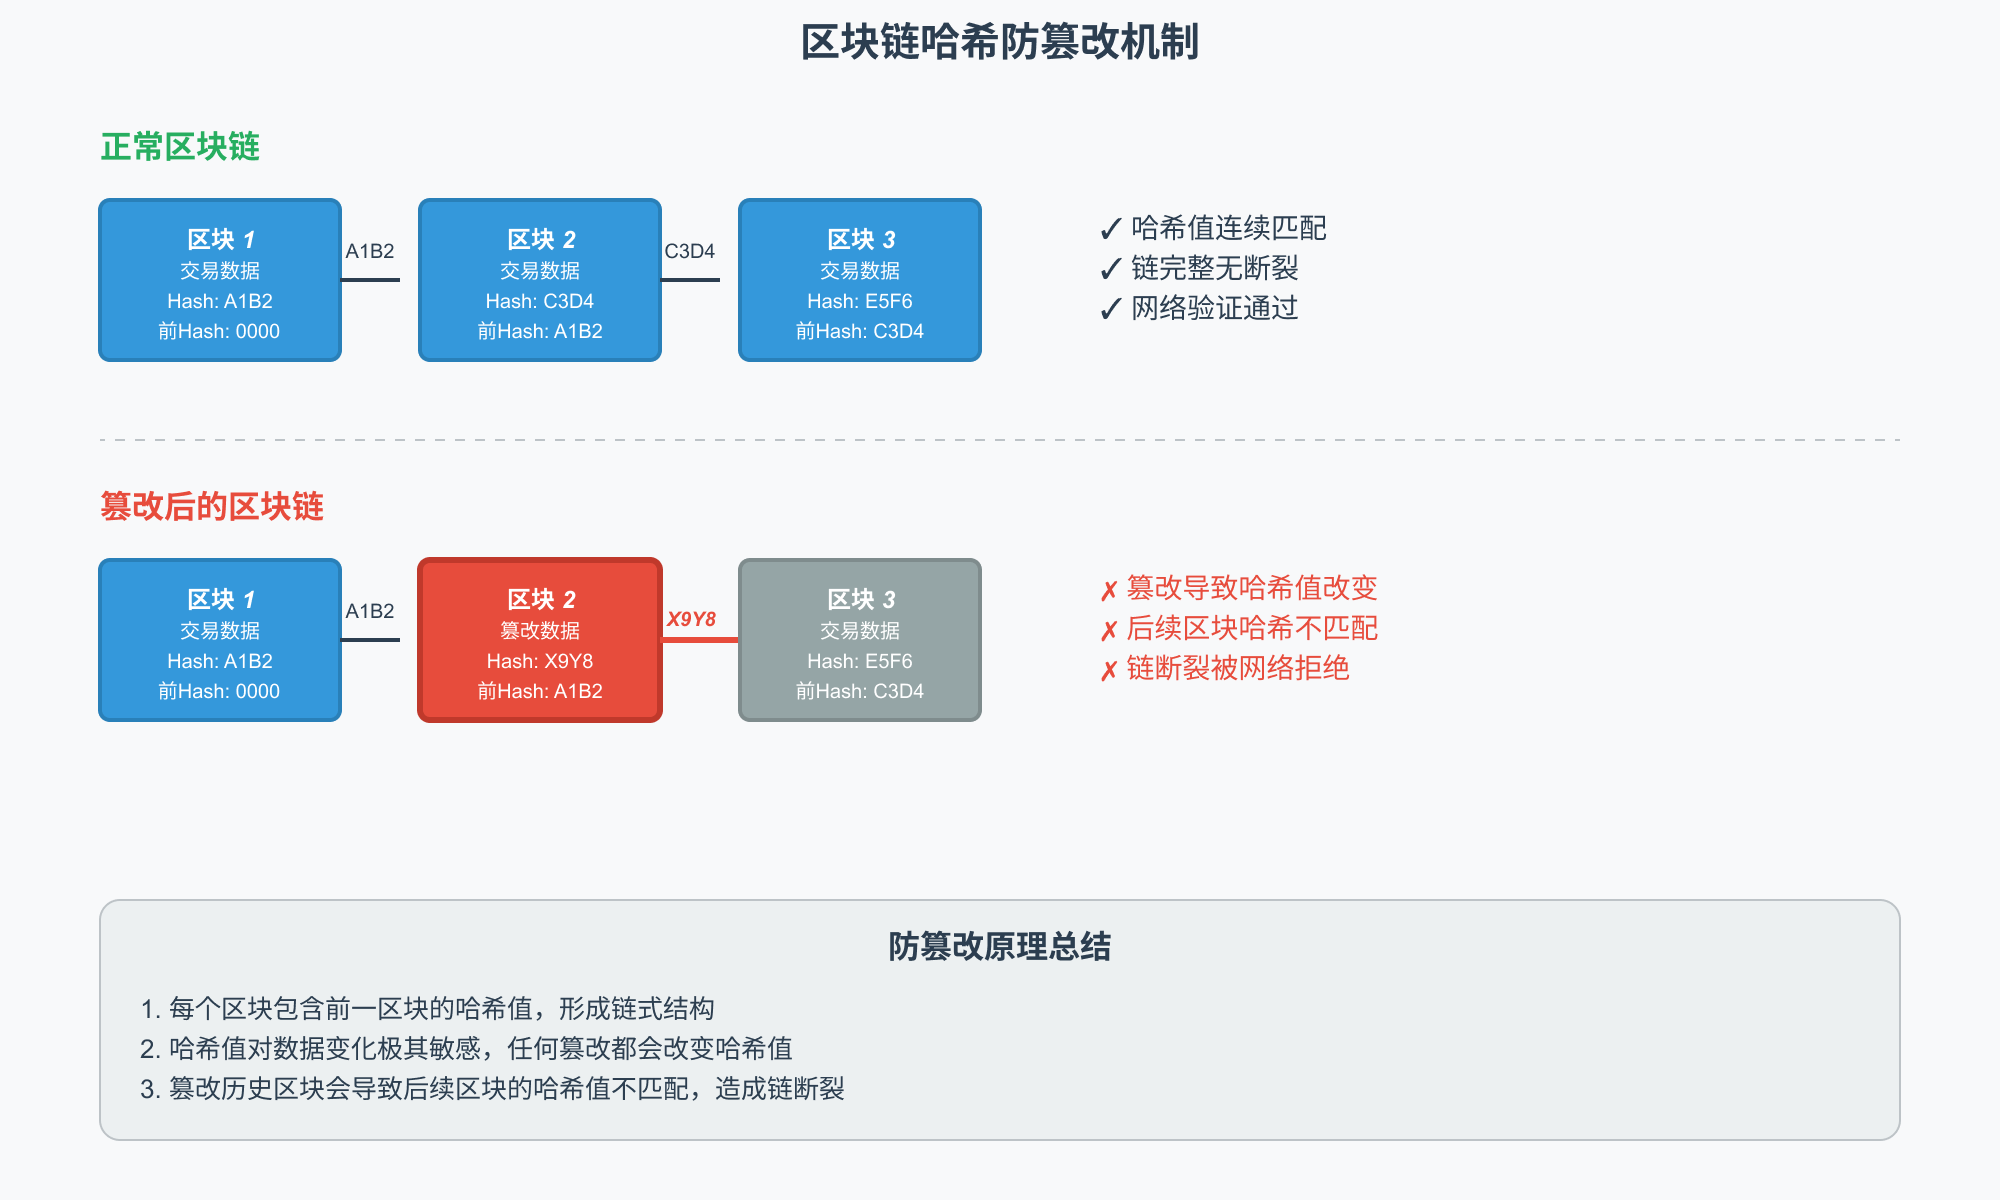 区块链哈希防篡改机制
正常区块链
区块 1
交易数据
Hash: A1B2
前Hash: 0000
A1B2
区块 2
交易数据
Hash: C3D4
前Hash: A1B2
C3D4
区块 3
交易数据
Hash: E5F6
前Hash: C3D4
✓ 哈希值连续匹配
✓ 链完整无断裂
✓ 网络验证通过
篡改后的区块链
区块 1
交易数据
Hash: A1B2
前Hash: 0000
A1B2
区块 2
篡改数据
Hash: X9Y8
前Hash: A1B2
X9Y8
区块 3
交易数据
Hash: E5F6
前Hash: C3D4
✗ 篡改导致哈希值改变
✗ 后续区块哈希不匹配
✗ 链断裂被网络拒绝
防篡改原理总结
1. 每个区块包含前一区块的哈希值，形成链式结构
2. 哈希值对数据变化极其敏感，任何篡改都会改变哈希值
3. 篡改历史区块会导致后续区块的哈希值不匹配，造成链断裂